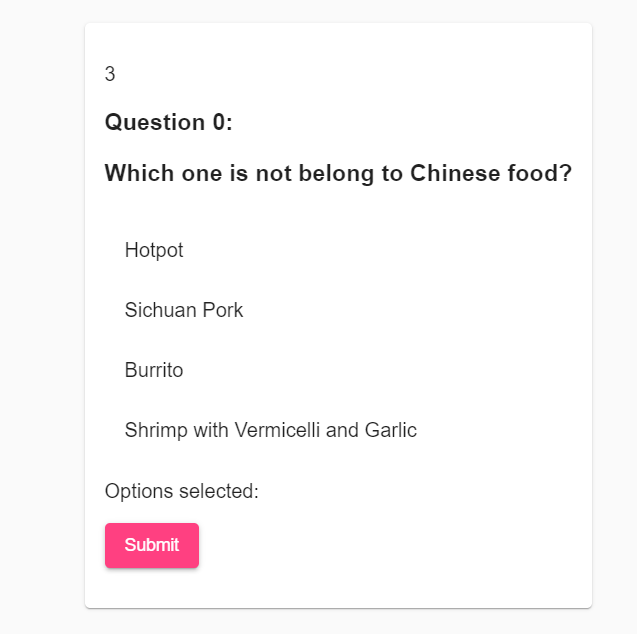 3
Question 0:
Which one is not belong to Chinese food?
Hotpot
Sichuan Pork
Burrito
Shrimp with Vermicelli and Garlic
Options selected:
Submit